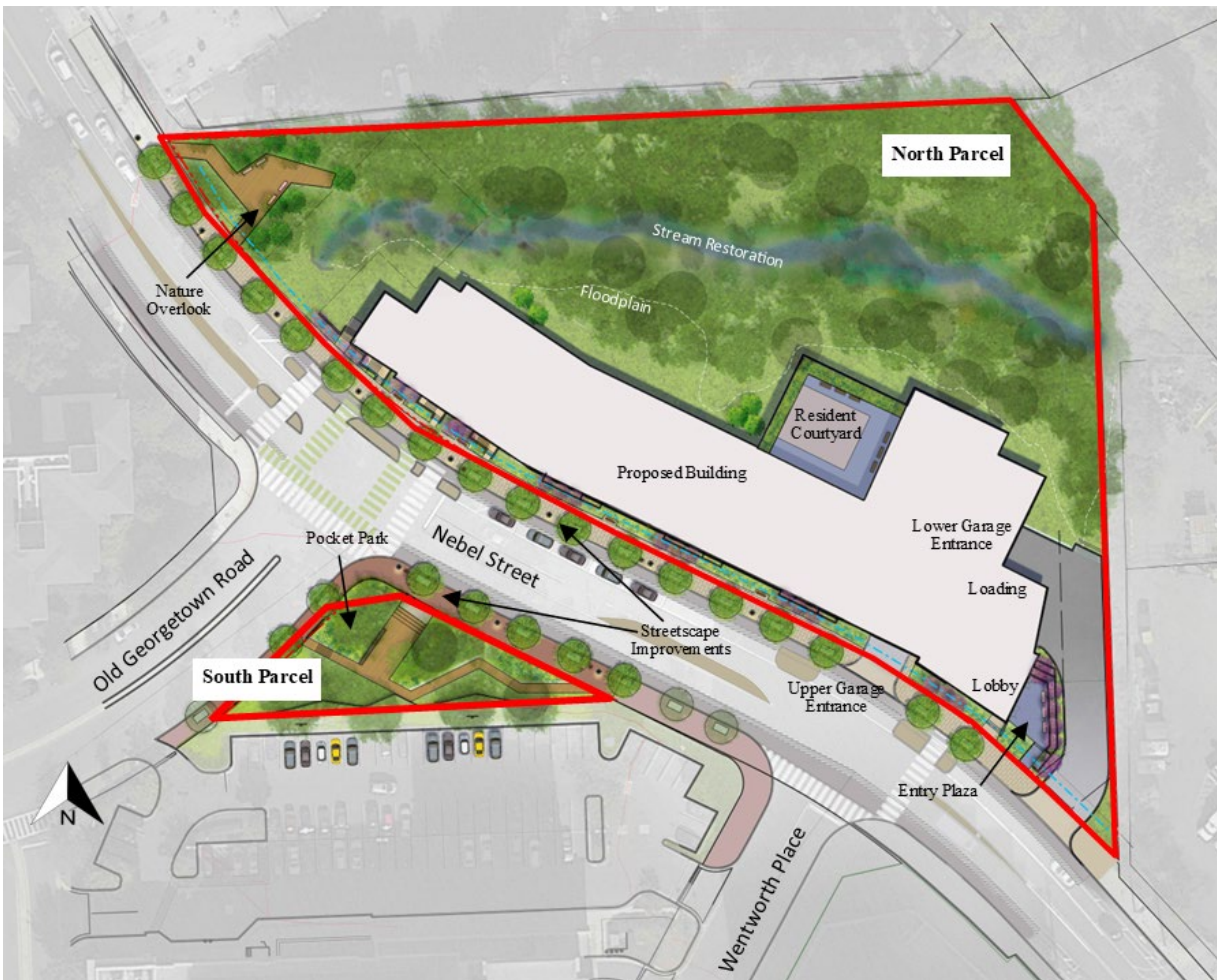 North Parcel
Stream Restoration
Nature
Overlook
Floodplain
Resident
Courtyard
Proposed Building
Lower Garage
Entrance
Pocket Park
Nebel Street
Loading
Old Georgetown Road
Streetscape
Improvements
South Parcel
Upper Garage
Entrance
Lobby
Entry Plaza
N
Wentworth Place